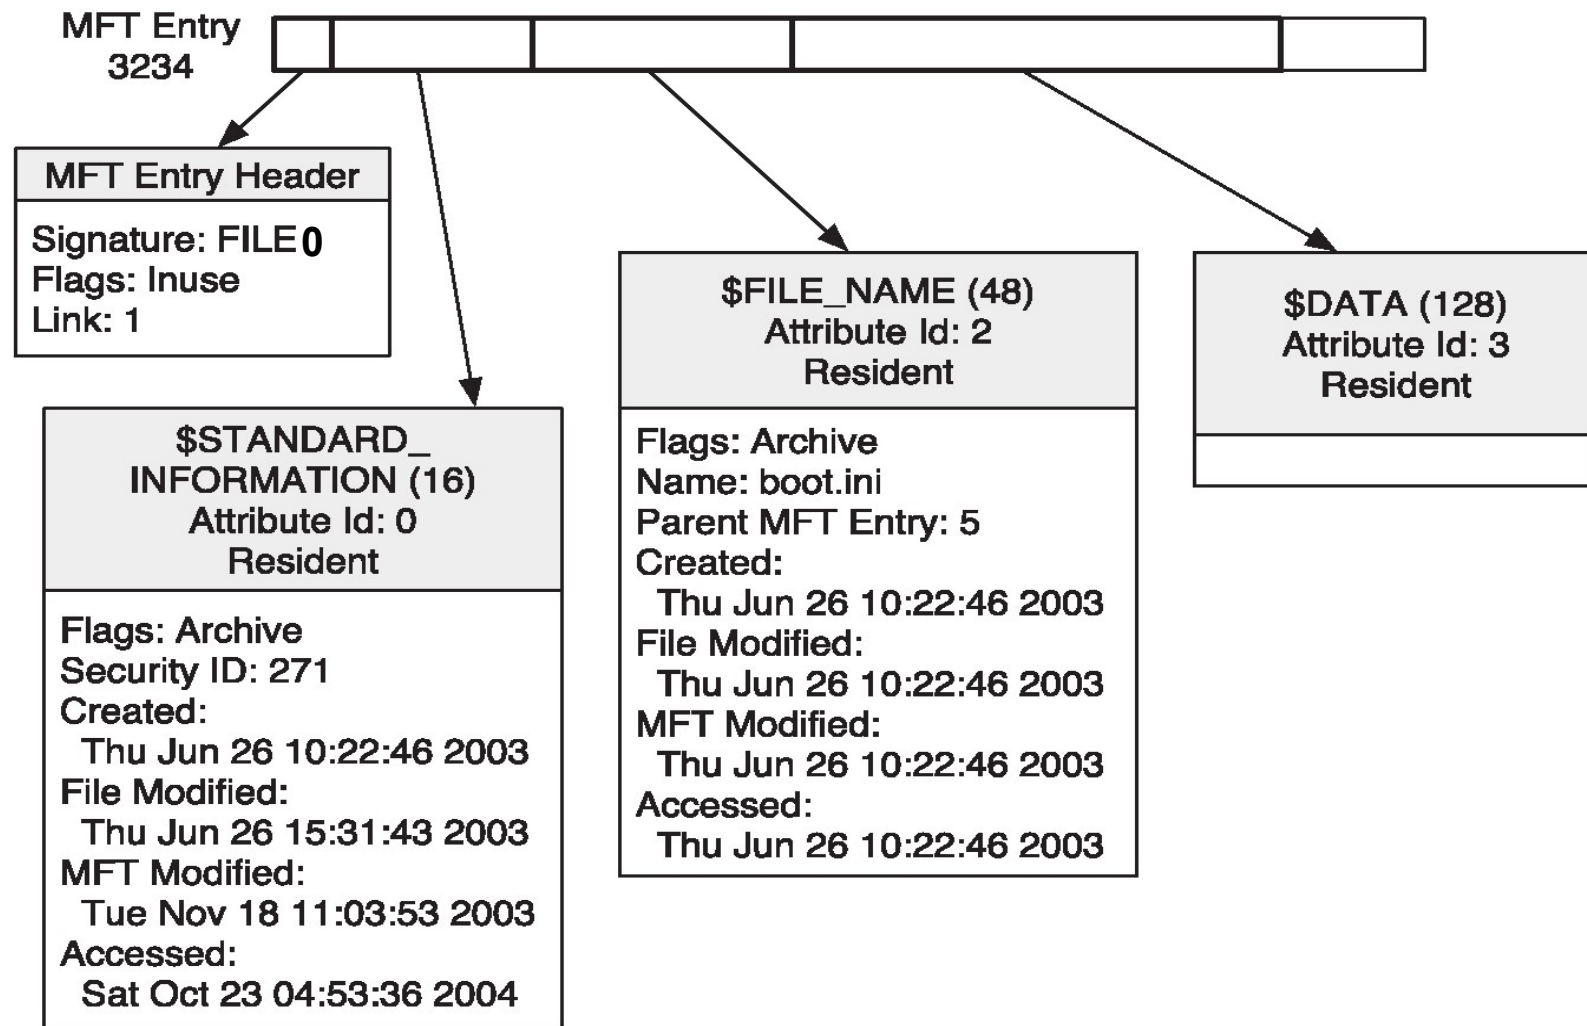 MFT Entry
3234
MFT Entry Header
Signature: FILE0
Flags: Inuse
Link: 1
$STANDARD_
INFORMATION (16)
Attribute Id: 0
Resident
Flags: Archive
Security ID: 271
Created:
Thu Jun 26 10:22:46 2003
File Modified:
Thu Jun 26 15:31:43 2003
MFT Modified:
Tue Nov 18 11:03:53 2003
Accessed:
Sat Oct 23 04:53:36 2004
$FILE_NAME (48)
Attribute Id: 2
Resident
Flags: Archive
Name: boot.ini
Parent MFT Entry: 5
Created:
Thu Jun 26 10:22:46 2003
File Modified:
Thu Jun 26 10:22:46 2003
MFT Modified:
Thu Jun 26 10:22:46 2003
Accessed:
Thu Jun 26 10:22:46 2003
$DATA (128)
Attribute Id: 3
Resident